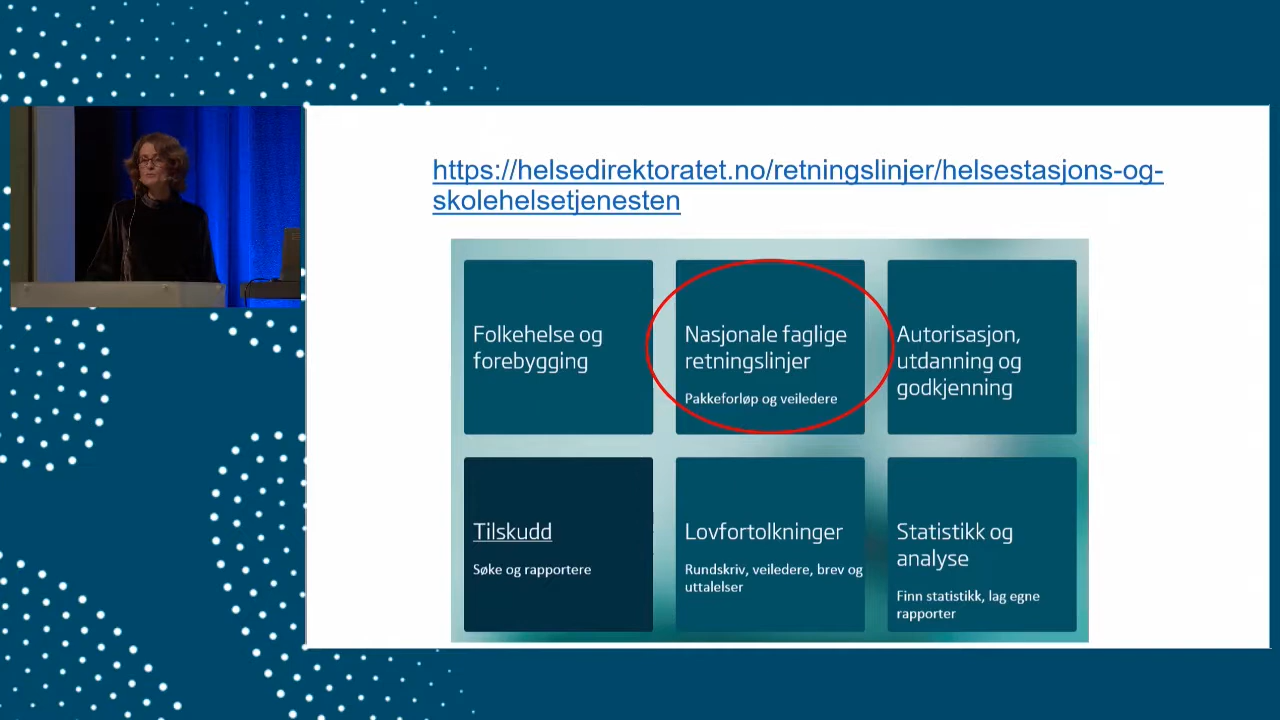 https://helsedirektoratet.no/retningslinjer/helsestasjons-og-
skolehelsetjenesten
Folkehelse og
forebygging
Nasjonale faglige
retningslinjer
Pakkeforløp og veiledere
Autorisasjon,
utdanning og
godkjenning
Tilskudd
Søke og rapportere
Lovfortolkninger
Rundskriv, veiledere, brev og
uttalelser
Statistikk og
analyse
Finn statistikk, lag egne
rapporter